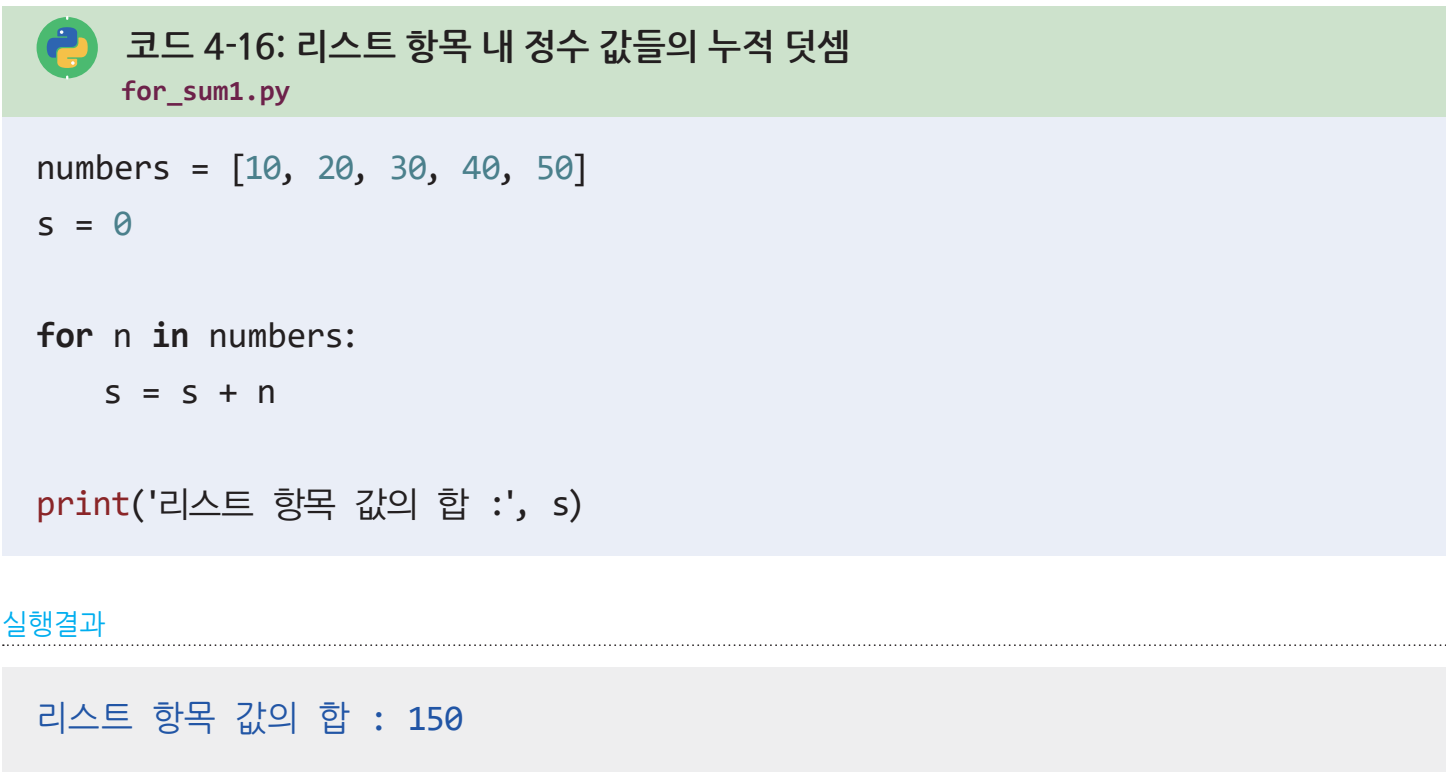 코드 4-16: 리스트 항목 내 정수 값들의 누적 덧셈
for_sum1.py
numbers = [10, 20, 30, 40, 50]
s = 0
for n in numbers:
    s = s + n
print('리스트 항목 값의 합 :', s)
실행결과
리스트 항목 값의 합 : 150